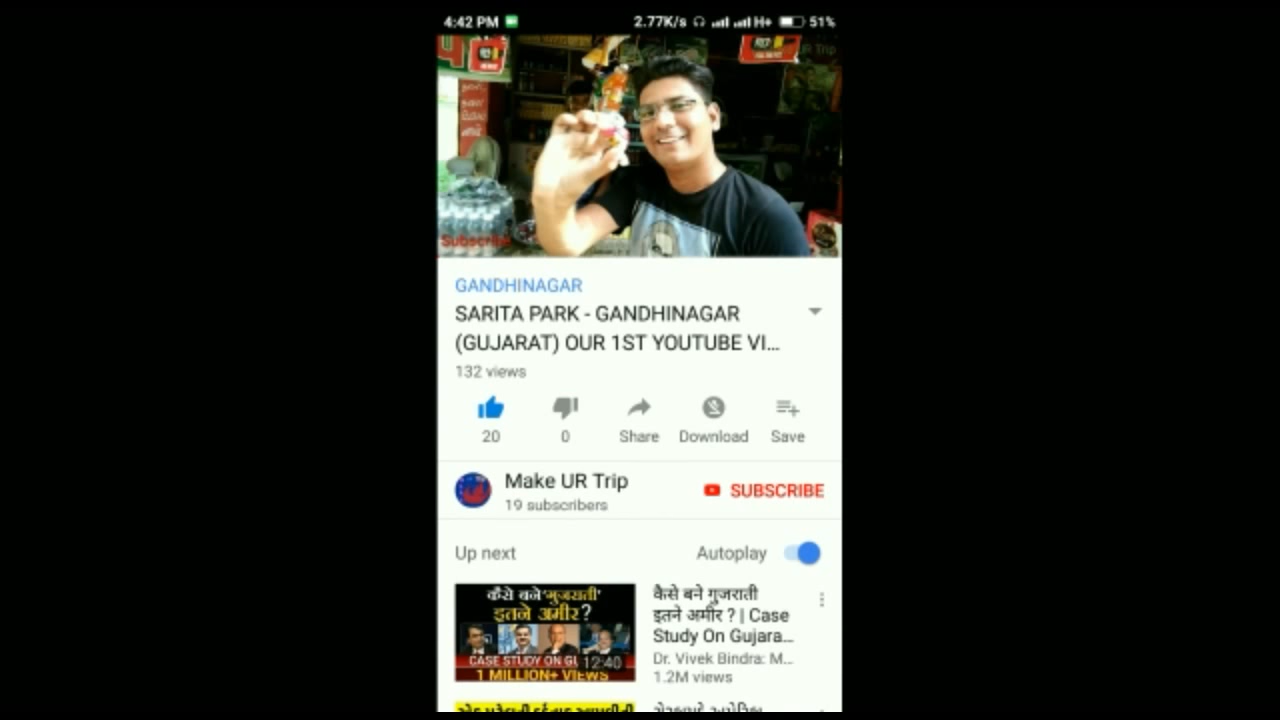 4:42 PM 2.77K/s H+ 51%
UR Trip
Subscribe
GANDHINAGAR
SARITA PARK - GANDHINAGAR
(GUJARAT) OUR 1ST YOUTUBE VI...
132 views
20 0 Share Download Save
Make UR Trip
19 subscribers
SUBSCRIBE
Up next Autoplay
कैसे बने 'गुजराती'
इतने अमीर?
CASE STUDY ON GU
12:40
1 MILLION+ VIEWS
कैसे बने गुजराती
इतने अमीर ? | Case
Study On Gujara...
Dr. Vivek Bindra: M...
1.2M views